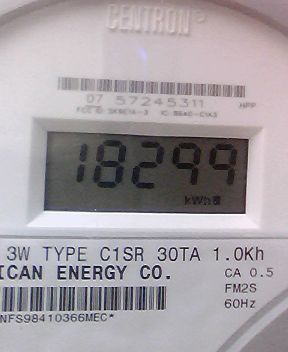 CENTRON®
07 57245311 HPP
18299
kWh
3W TYPE C1SR 30TA 1.0Kh
ICAN ENERGY CO. CA 0.5
FM2S
60Hz
NFS98410366MEC*